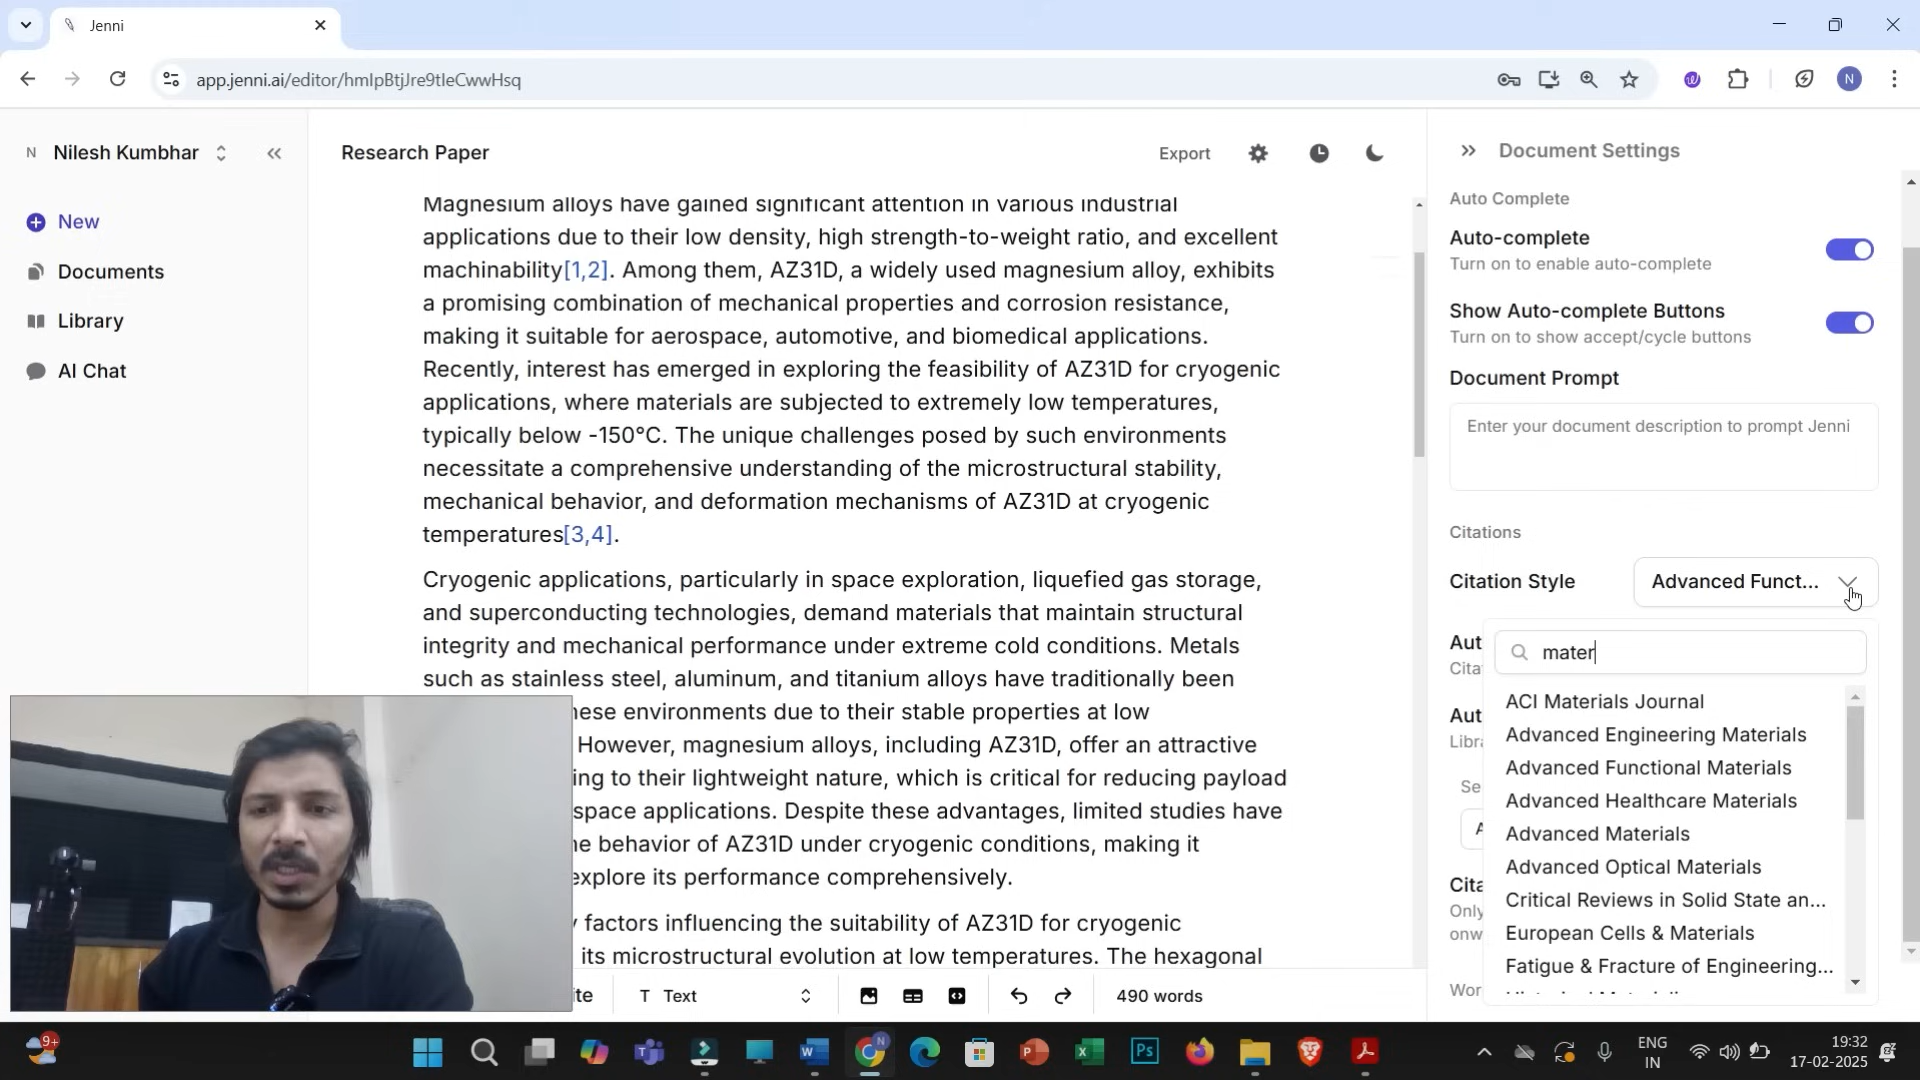 Jenni
app.jenni.ai/editor/hmIpBtjJre9tIeCwwHsq
N
N Nilesh Kumbhar
New
Documents
Library
AI Chat
Research Paper
Export
Magnesium alloys have gained significant attention in various industrial
applications due to their low density, high strength-to-weight ratio, and excellent
machinability[1,2]. Among them, AZ31D, a widely used magnesium alloy, exhibits
a promising combination of mechanical properties and corrosion resistance,
making it suitable for aerospace, automotive, and biomedical applications.
Recently, interest has emerged in exploring the feasibility of AZ31D for cryogenic
applications, where materials are subjected to extremely low temperatures,
typically below -150°C. The unique challenges posed by such environments
necessitate a comprehensive understanding of the microstructural stability,
mechanical behavior, and deformation mechanisms of AZ31D at cryogenic
temperatures[3,4].
Cryogenic applications, particularly in space exploration, liquefied gas storage,
and superconducting technologies, demand materials that maintain structural
integrity and mechanical performance under extreme cold conditions. Metals
such as stainless steel, aluminum, and titanium alloys have traditionally been
hese environments due to their stable properties at low
However, magnesium alloys, including AZ31D, offer an attractive
ing to their lightweight nature, which is critical for reducing payload
space applications. Despite these advantages, limited studies have
e behavior of AZ31D under cryogenic conditions, making it
explore its performance comprehensively.
y factors influencing the suitability of AZ31D for cryogenic
its microstructural evolution at low temperatures. The hexagonal
ite
T Text
490 words
Document Settings
Auto Complete
Auto-complete
Turn on to enable auto-complete
Show Auto-complete Buttons
Turn on to show accept/cycle buttons
Document Prompt
Enter your document description to prompt Jenni
Citations
Citation Style
Advanced Funct...
Aut
Cita
mater
Aut
Libra
Se
A
Cita
Only
onw
Wor
ACI Materials Journal
Advanced Engineering Materials
Advanced Functional Materials
Advanced Healthcare Materials
Advanced Materials
Advanced Optical Materials
Critical Reviews in Solid State an...
European Cells & Materials
Fatigue & Fracture of Engineering...
9+
ENG
IN
19:32
17-02-2025